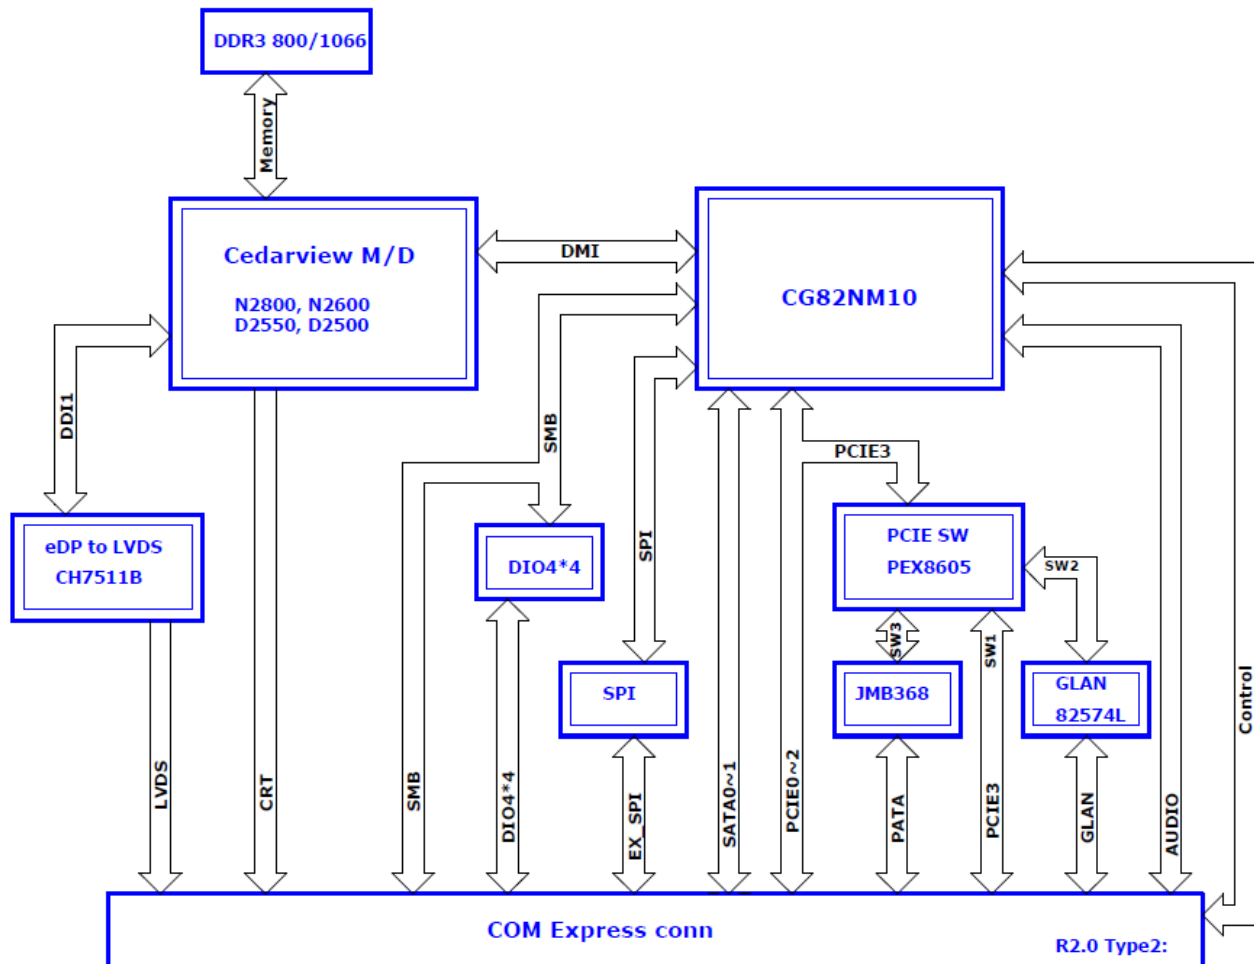 DDR3 800/1066
Memory
Cedarview M/D
N2800, N2600
D2550, D2500
DMI
CG82NM10
DDI1
SMB
SPI
PCIE3
eDP to LVDS
CH7511B
DIO4*4
PCIE SW
PEX8605
SW2
SW3
SW1
SPI
JMB368
GLAN
82574L
Control
LVDS
CRT
SMB
DIO4*4
EX_SPI
SATA0~1
PCIE0~2
PATA
PCIE3
GLAN
AUDIO
COM Express conn
R2.0 Type2: